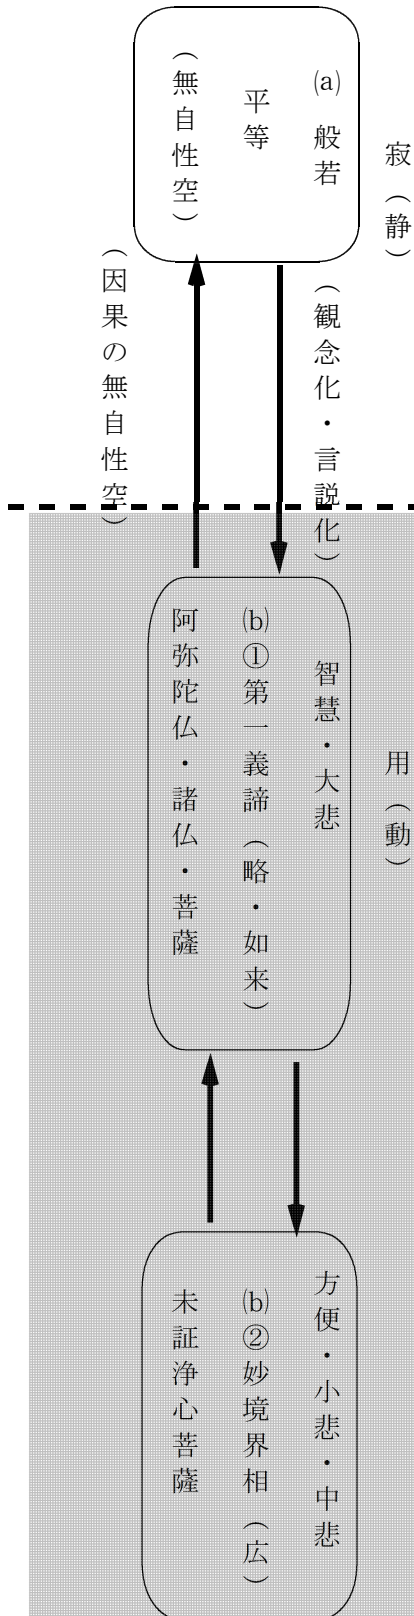 寂（静）
(a) 般若
平等
（無自性空）
（観念化・言説化）
（因果の無自性空）
用（動）
智慧・大悲
(b)①第一義諦（略・如来）
阿弥陀仏・諸仏・菩薩
方便・小悲・中悲
(b)②妙境界相（広）
未証浄心菩薩